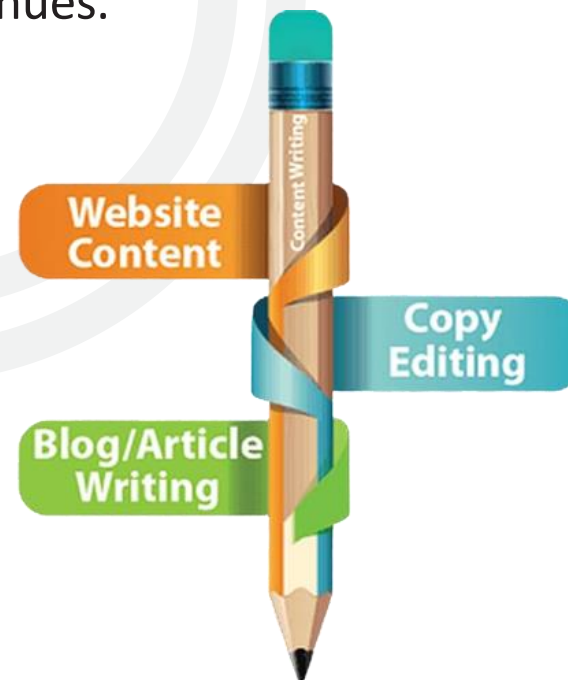 nues.
Content Writing
Website
Content
Copy
Editing
Blog/Article
Writing